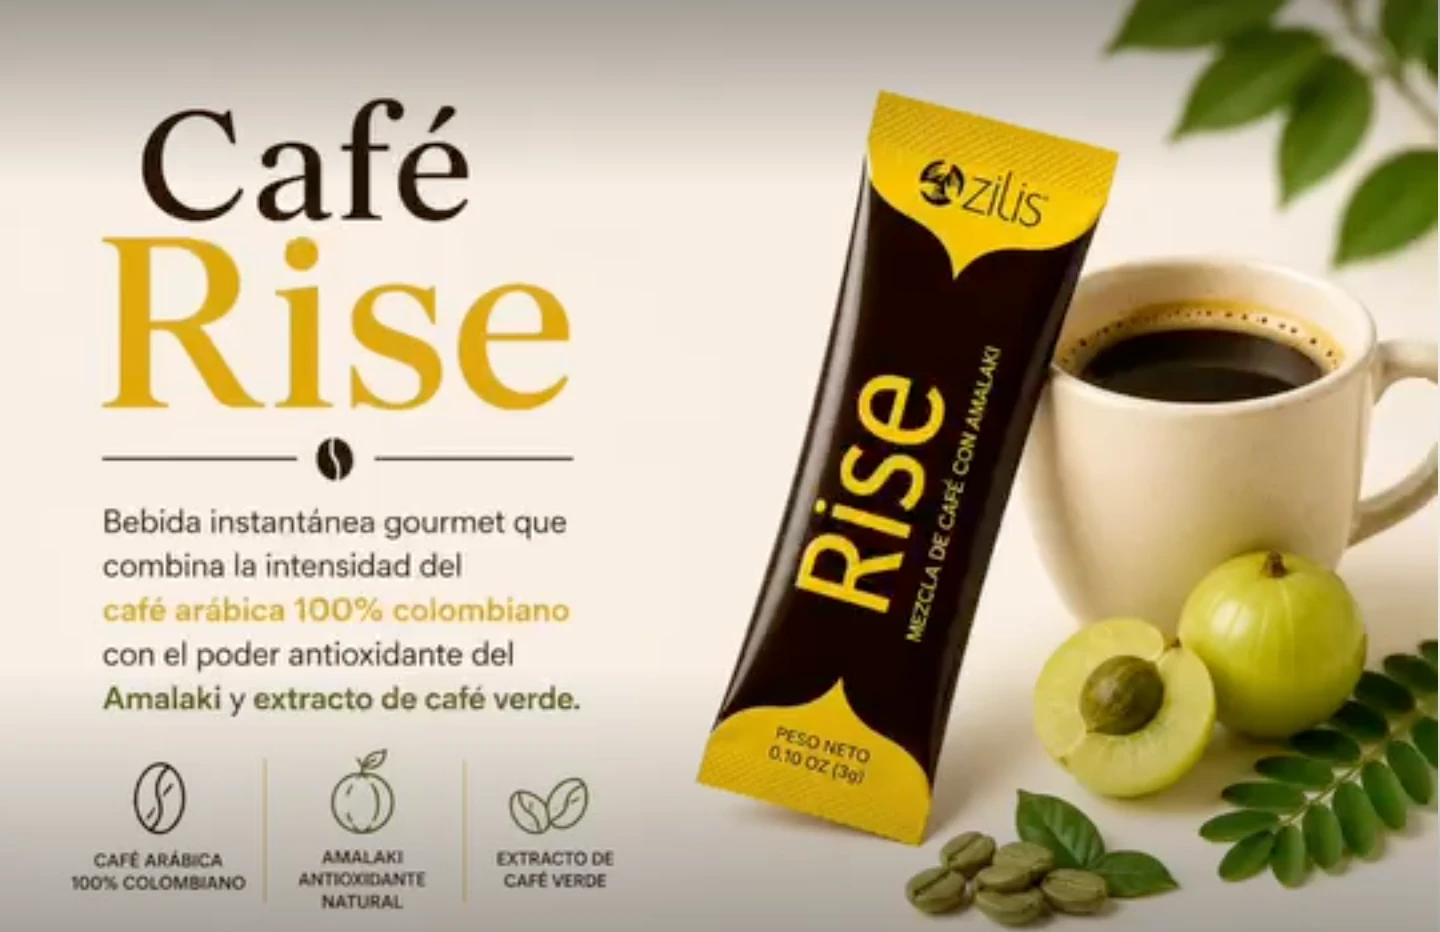 Café
Rise
Bebida instantánea gourmet que
combina la intensidad del
café arábica 100% colombiano
con el poder antioxidante del
Amalaki y extracto de café verde.
CAFÉ ARÁBICA
100% COLOMBIANO
AMALAKI
ANTIOXIDANTE
NATURAL
EXTRACTO DE
CAFÉ VERDE
zilis
Rise
MEZCLA DE CAFÉ CON AMALAKI
PESO NETO
0.10 OZ (3g)